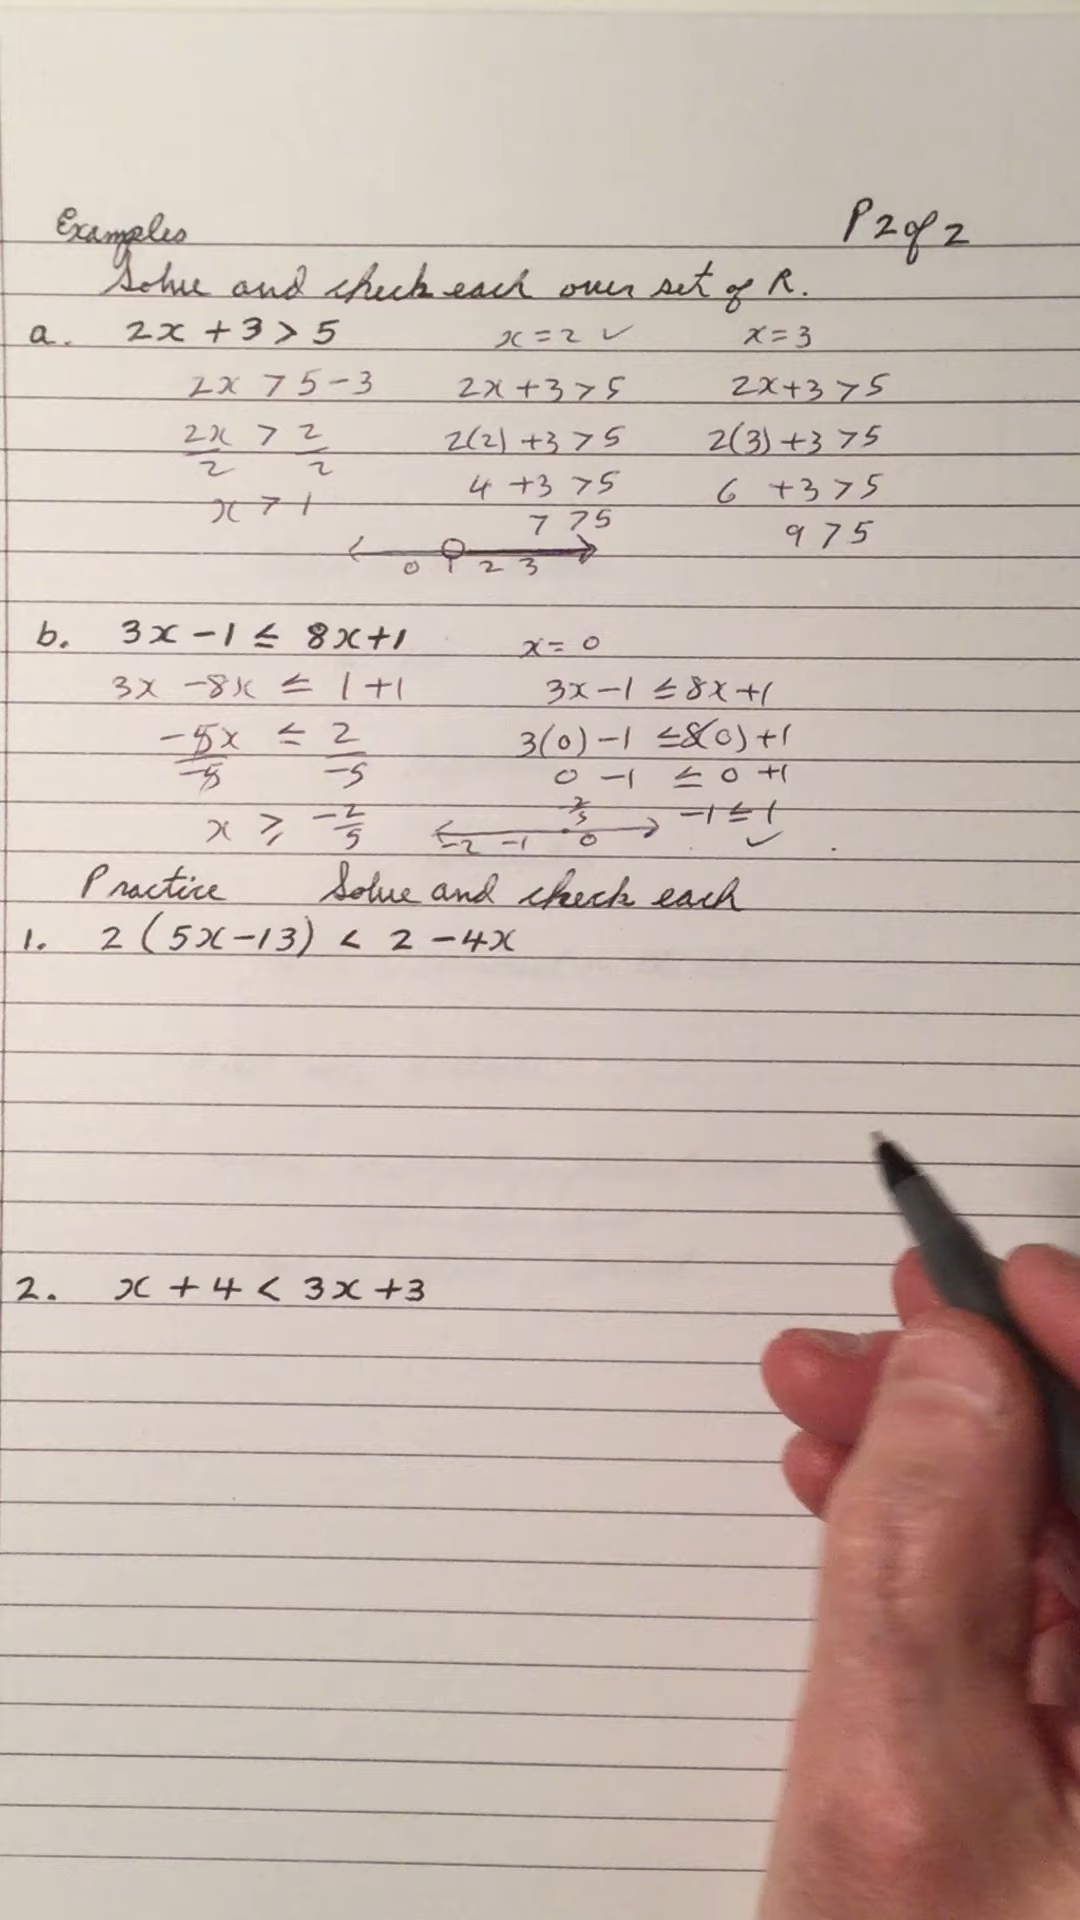 Examples P 2 of 2
Solve and check each over set of R.
a. 2x + 3 > 5 x = 2 ✓ x = 3
2x > 5 - 3 2x + 3 > 5 2x + 3 > 5
2x/2 > 2/2 2(2) + 3 > 5 2(3) + 3 > 5
x > 1 4 + 3 > 5 6 + 3 > 5
7 > 5 9 > 5
0 1 2 3
b. 3x - 1 ≤ 8x + 1 x = 0
3x - 8x ≤ 1 + 1 3x - 1 ≤ 8x + 1
-5x/-5 ≤ 2/-5 3(0) - 1 ≤ 8(0) + 1
0 - 1 ≤ 0 + 1
x ≥ -2/5 -2/5 -1 ≤ 1 ✓
-2 -1 0
Practice Solve and check each
1. 2(5x - 13) < 2 - 4x
2. x + 4 < 3x + 3